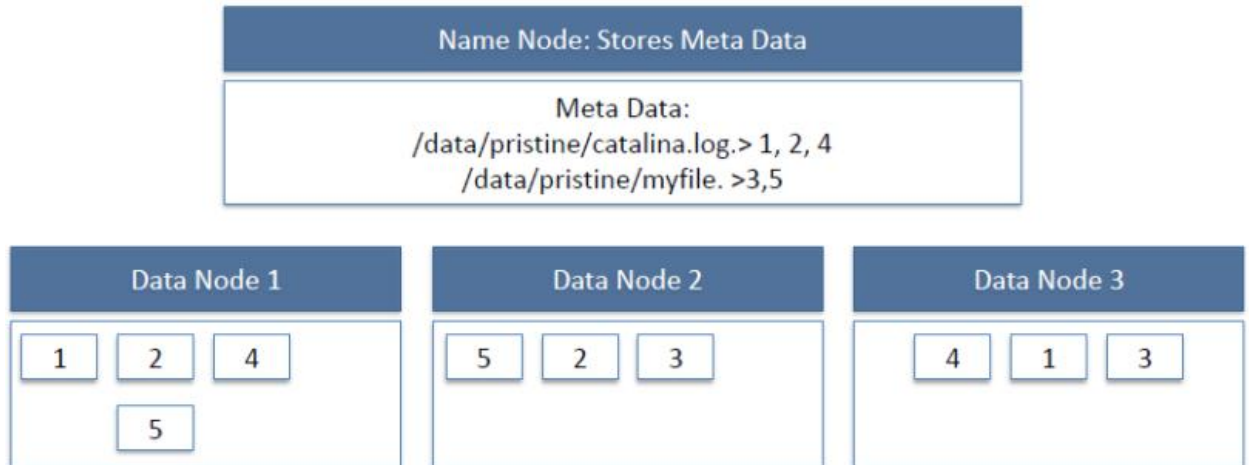 Name Node: Stores Meta Data
Meta Data:
/data/pristine/catalina.log.> 1, 2, 4
/data/pristine/myfile. >3,5
Data Node 1
Data Node 2
Data Node 3
1 2 4
5
5 2 3
4 1 3